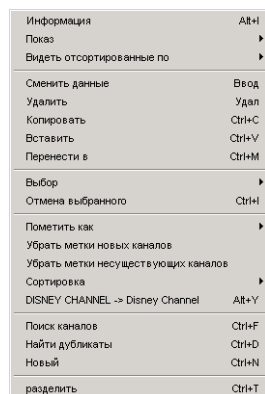 Информация Alt+I
Показ
Видеть отсортированные по
Сменить данные Ввод
Удалить Удал
Копировать Ctrl+C
Вставить Ctrl+V
Перенести в Ctrl+M
Выбор
Отмена выбранного Ctrl+I
Пометить как
Убрать метки новых каналов
Убрать метки несуществующих каналов
Сортировка
DISNEY CHANNEL -> Disney Channel Alt+Y
Поиск каналов Ctrl+F
Найти дубликаты Ctrl+D
Новый Ctrl+N
разделить Ctrl+T